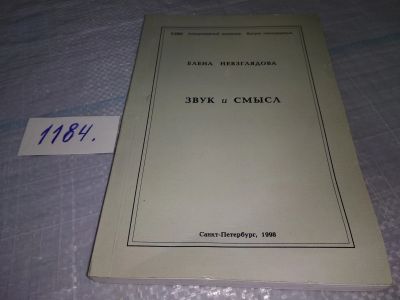 1184.
ЕЛЕНА НЕВЗГЛЯДОВА
ЗВУК и СМЫСЛ
Санкт-Петербург, 1998